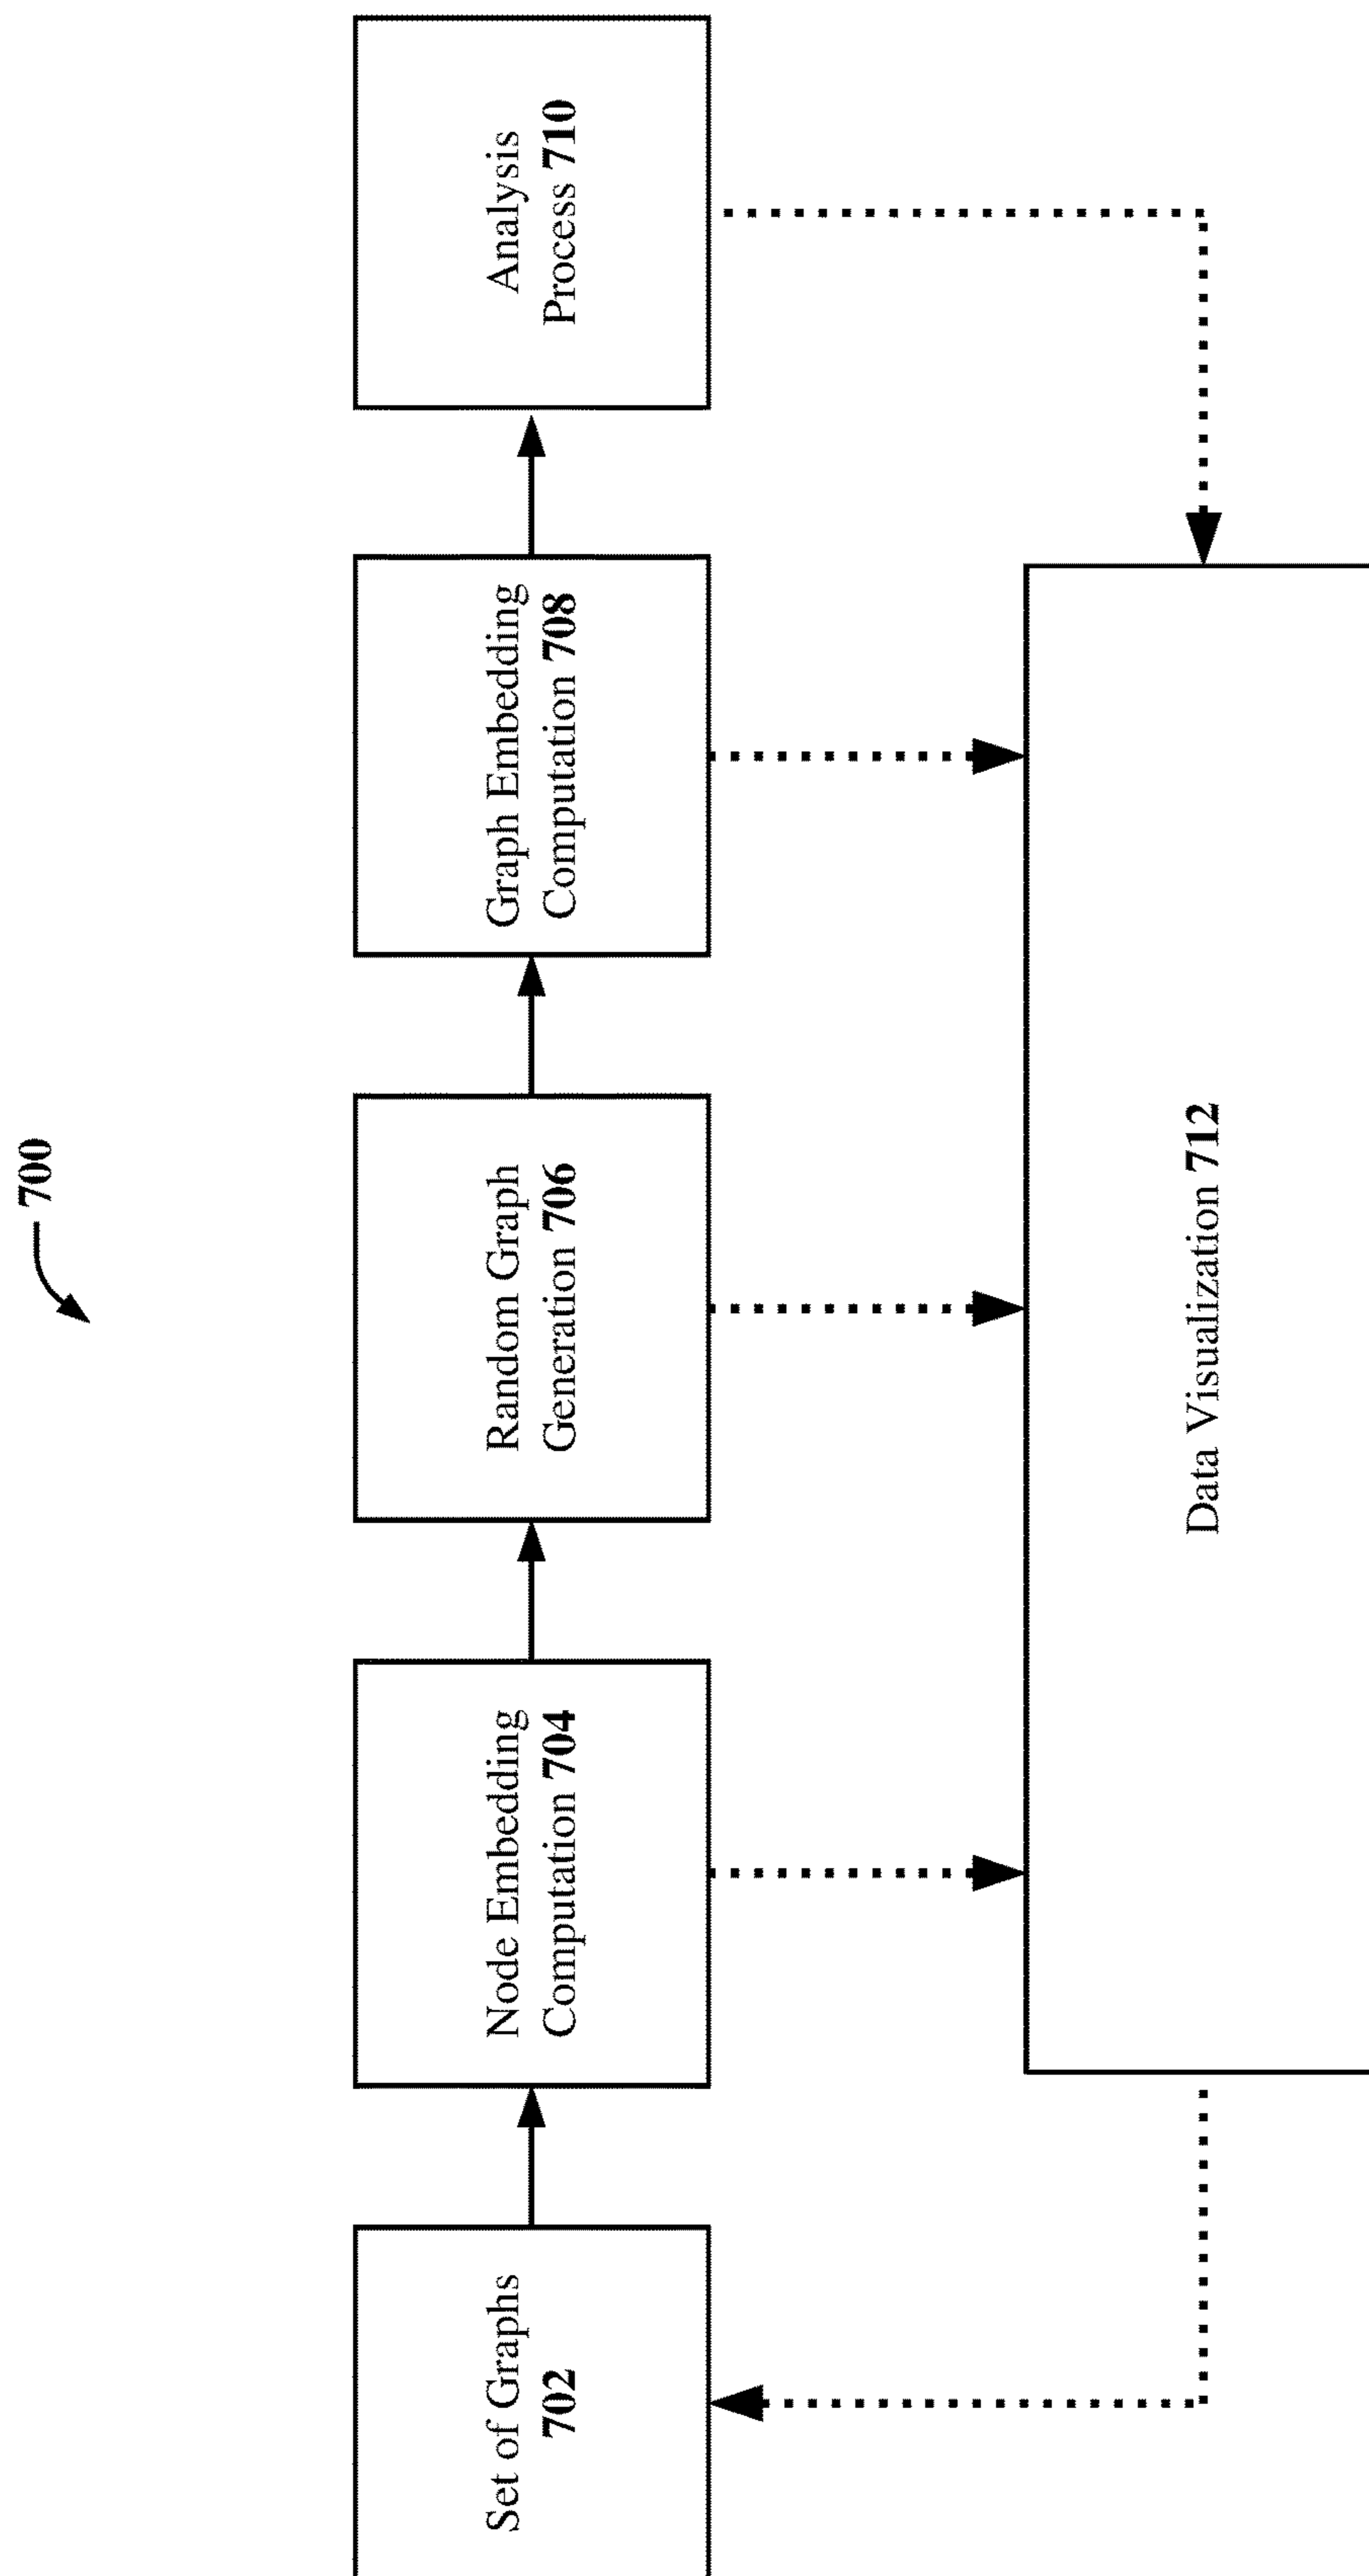 700
Set of Graphs
702
Node Embedding
Computation 704
Random Graph
Generation 706
Graph Embedding
Computation 708
Analysis
Process 710
Data Visualization 712